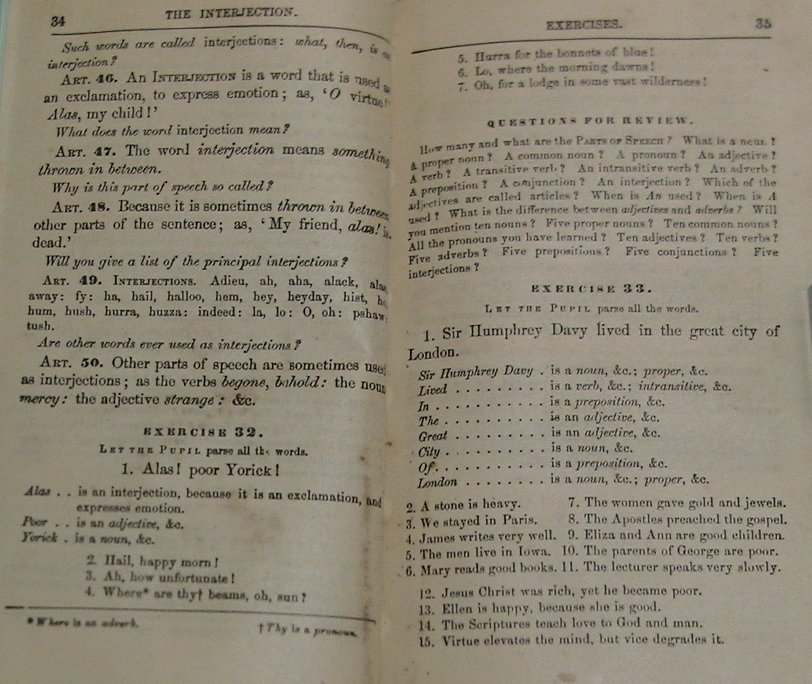 34 THE INTERJECTION.
Such words are called interjections: what, then, is an
interjection?
ART. 46. An INTERJECTION is a word that is used as
an exclamation, to express emotion; as, 'O virtue!
Alas, my child!'
What does the word interjection mean?
ART. 47. The word interjection means something
thrown in between.
Why is this part of speech so called?
ART. 48. Because it is sometimes thrown in between
other parts of the sentence; as, 'My friend, alas! is
dead.'
Will you give a list of the principal interjections?
ART. 49. INTERJECTIONS. Adieu, ah, aha, alack, alas,
away: fy: ha, hail, halloo, hem, hey, heyday, hist, ho,
hum, hush, hurra, huzza: indeed: la, lo: O, oh: pshaw:
tush.
Are other words ever used as interjections?
ART. 50. Other parts of speech are sometimes used
as interjections; as the verbs begone, behold: the noun
mercy: the adjective strange: &c.
EXERCISE 32.
LET THE PUPIL parse all the words.
1. Alas! poor Yorick!
Alas . . is an interjection, because it is an exclamation, and
expresses emotion.
Poor . . is an adjective, &c.
Yorick . is a noun, &c.
2. Hail, happy morn!
3. Ah, how unfortunate!
4. Where* are thy† beams, oh, sun?
* Where is an adverb. † Thy is a pronoun.
EXERCISES. 35
5. Hurra for the bonnets of blue!
6. Lo, where the morning dawns!
7. Oh, for a lodge in some vast wilderness!
QUESTIONS FOR REVIEW.
How many and what are the PARTS OF SPEECH? What is a noun?
A proper noun? A common noun? A pronoun? An adjective?
A verb? A transitive verb? An intransitive verb? An adverb?
A preposition? A conjunction? An interjection? Which of the
adjectives are called articles? When is An used? When is A
used? What is the difference between adjectives and adverbs? Will
you mention ten nouns? Five proper nouns? Ten common nouns?
All the pronouns you have learned? Ten adjectives? Ten verbs?
Five adverbs? Five prepositions? Five conjunctions? Five
interjections?
EXERCISE 33.
LET THE PUPIL parse all the words.
1. Sir Humphrey Davy lived in the great city of
London.
Sir Humphrey Davy . is a noun, &c.; proper, &c.
Lived . . . . . . . . . is a verb, &c.; intransitive, &c.
In . . . . . . . . . . is a preposition, &c.
The . . . . . . . . . . is an adjective, &c.
Great . . . . . . . . . is an adjective, &c.
City . . . . . . . . . . is a noun, &c.
Of. . . . . . . . . . . is a preposition, &c.
London . . . . . . . . is a noun, &c.; proper, &c.
2. A stone is heavy.
3. We stayed in Paris.
4. James writes very well.
5. The men live in Iowa.
6. Mary reads good books.
7. The women gave gold and jewels.
8. The Apostles preached the gospel.
9. Eliza and Ann are good children.
10. The parents of George are poor.
11. The lecturer speaks very slowly.
12. Jesus Christ was rich, yet he became poor.
13. Ellen is happy, because she is good.
14. The Scriptures teach love to God and man.
15. Virtue elevates the mind, but vice degrades it.